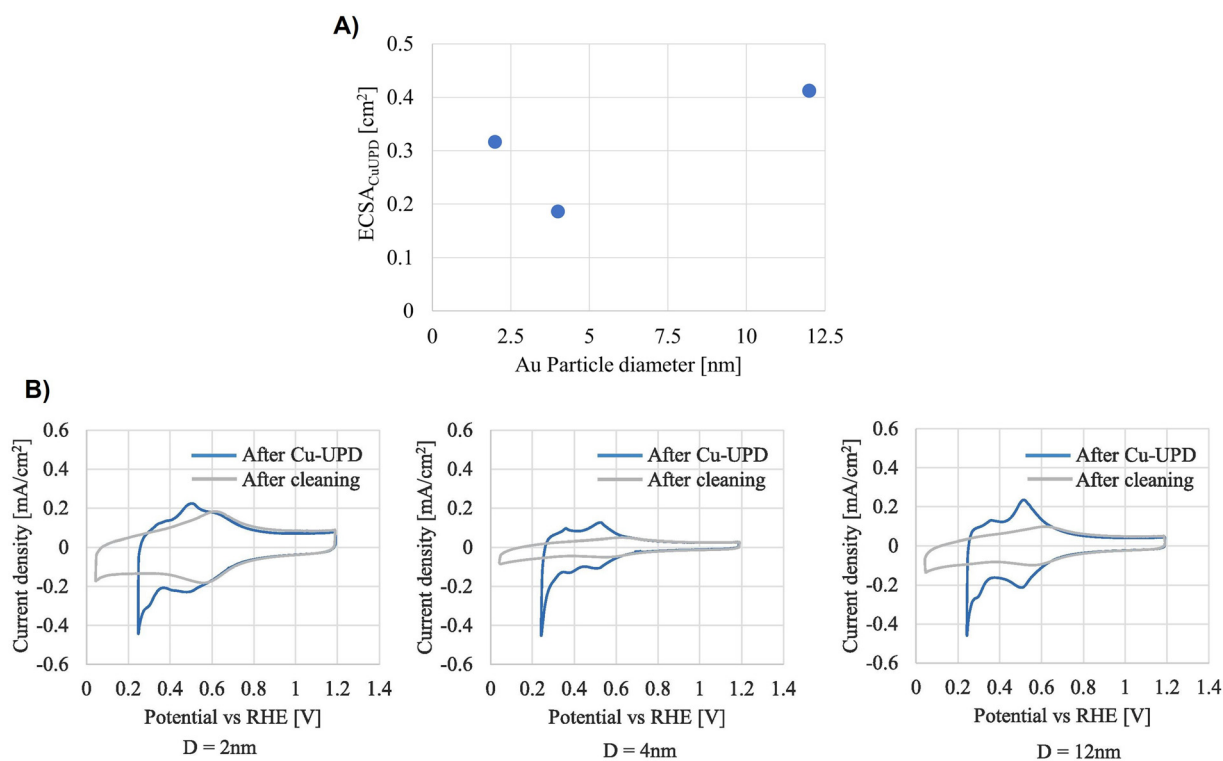 A)
ECSA_CuUPD [cm²]
0.5
0.4
0.3
0.2
0.1
0
0 2.5 5 7.5 10 12.5
Au Particle diameter [nm]
B)
Current density [mA/cm²]
0.6
0.4
0.2
0
-0.2
-0.4
-0.6
After Cu-UPD
After cleaning
0 0.2 0.4 0.6 0.8 1 1.2 1.4
Potential vs RHE [V]
D = 2nm
Current density [mA/cm²]
0.6
0.4
0.2
0
-0.2
-0.4
-0.6
After Cu-UPD
After cleaning
0 0.2 0.4 0.6 0.8 1 1.2 1.4
Potential vs RHE [V]
D = 4nm
Current density [mA/cm²]
0.6
0.4
0.2
0
-0.2
-0.4
-0.6
After Cu-UPD
After cleaning
0 0.2 0.4 0.6 0.8 1 1.2 1.4
Potential vs RHE [V]
D = 12nm